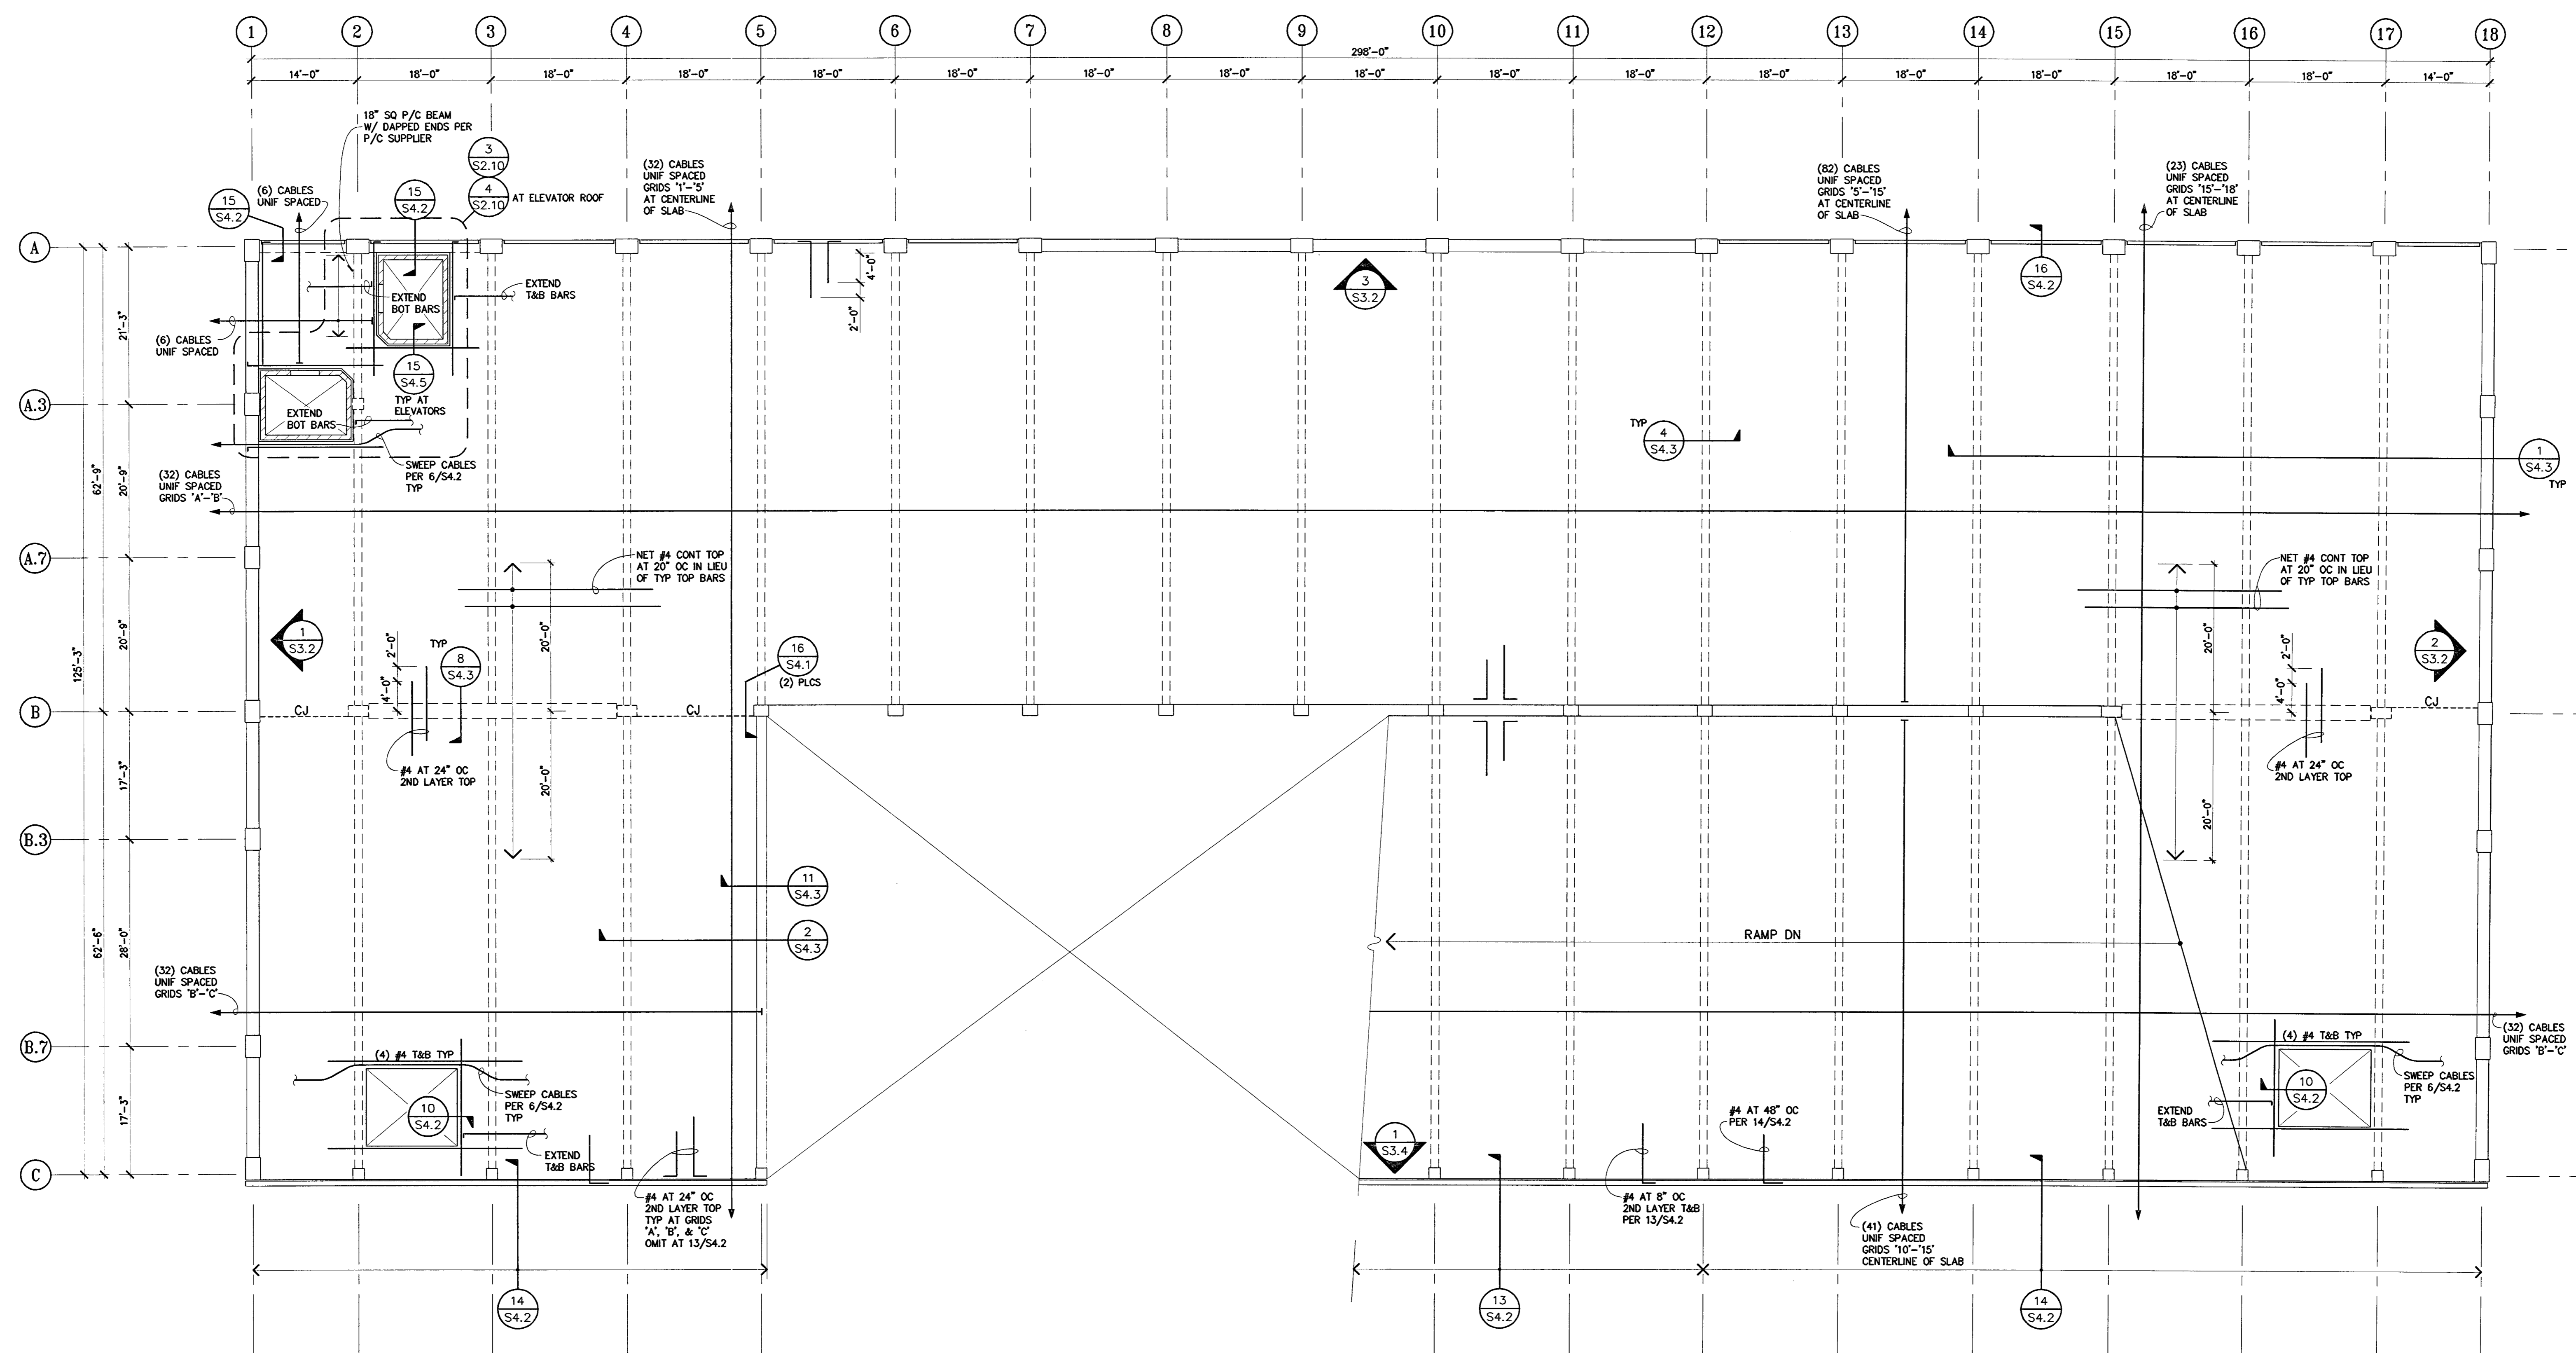 1 2 3 4 5 6 7 8 9 10 11 12 13 14 15 16 17 18
298'-0"
14'-0" 18'-0" 18'-0" 18'-0" 18'-0" 18'-0" 18'-0" 18'-0" 18'-0" 18'-0" 18'-0" 18'-0" 18'-0" 18'-0" 18'-0" 18'-0" 14'-0"
18" SQ P/C BEAM
W/ DAPPED ENDS PER
P/C SUPPLIER
3
S2.10
4
S2.10
AT ELEVATOR ROOF
15
S4.2
(6) CABLES
UNIF SPACED
15
S4.2
(32) CABLES
UNIF SPACED
GRIDS '1'-'5'
AT CENTERLINE
OF SLAB
(82) CABLES
UNIF SPACED
GRIDS '5'-'15'
AT CENTERLINE
OF SLAB
(23) CABLES
UNIF SPACED
GRIDS '15'-'18'
AT CENTERLINE
OF SLAB
A
16
S4.2
3
S3.2
4'-0"
2'-0"
EXTEND
BOT BARS
EXTEND
T&B BARS
21'-3"
(6) CABLES
UNIF SPACED
15
S4.5
TYP AT
ELEVATORS
A.3
EXTEND
BOT BARS
SWEEP CABLES
PER 6/S4.2
TYP
TYP
4
S4.3
1
S4.3
TYP
62'-9"
20'-9"
(32) CABLES
UNIF SPACED
GRIDS 'A'-'B'
A.7
NET #4 CONT TOP
AT 20" OC IN LIEU
OF TYP TOP BARS
NET #4 CONT TOP
AT 20" OC IN LIEU
OF TYP TOP BARS
125'-3"
20'-9"
1
S3.2
2'-0"
4'-0"
TYP
8
S4.3
20'-0"
16
S4.1
(2) PLCS
20'-0"
2'-0"
4'-0"
2
S3.2
B
CJ
CJ
CJ
#4 AT 24" OC
2ND LAYER TOP
#4 AT 24" OC
2ND LAYER TOP
17'-3"
20'-0"
20'-0"
B.3
11
S4.3
2
S4.3
62'-6"
28'-0"
RAMP DN
(32) CABLES
UNIF SPACED
GRIDS 'B'-'C'
(32) CABLES
UNIF SPACED
GRIDS 'B'-'C'
B.7
(4) #4 T&B TYP
(4) #4 T&B TYP
SWEEP CABLES
PER 6/S4.2
TYP
SWEEP CABLES
PER 6/S4.2
TYP
10
S4.2
10
S4.2
17'-3"
EXTEND
T&B BARS
EXTEND
T&B BARS
#4 AT 48" OC
PER 14/S4.2
1
S3.4
C
#4 AT 24" OC
2ND LAYER TOP
TYP AT GRIDS
'A', 'B', & 'C'
OMIT AT 13/S4.2
#4 AT 8" OC
2ND LAYER T&B
PER 13/S4.2
(41) CABLES
UNIF SPACED
GRIDS '10'-'15'
CENTERLINE OF SLAB
14
S4.2
13
S4.2
14
S4.2